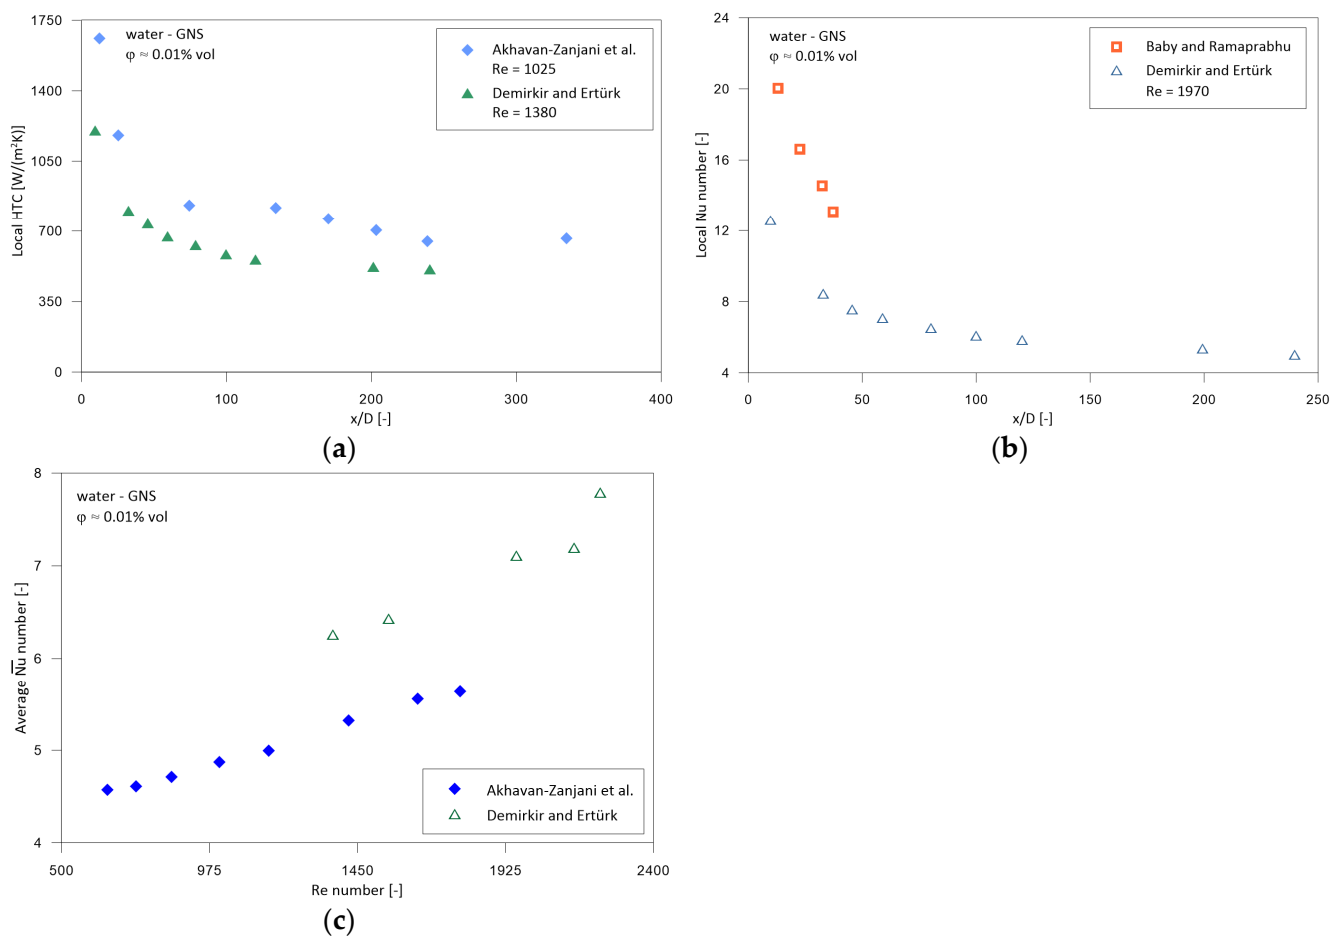 1750
1400
1050
700
350
0
Local HTC [W/(m²K)]
water - GNS
φ ≈ 0.01% vol
Akhavan-Zanjani et al.
Re = 1025
Demirkir and Ertürk
Re = 1380
0 100 200 300 400
x/D [-]
(a)
24
20
16
12
8
4
Local Nu number [-]
water - GNS
φ ≈ 0.01% vol
Baby and Ramaprabhu
Demirkir and Ertürk
Re = 1970
0 50 100 150 200 250
x/D [-]
(b)
8
7
6
5
4
Average N̅u number [-]
water - GNS
φ ≈ 0.01% vol
Akhavan-Zanjani et al.
Demirkir and Ertürk
500 975 1450 1925 2400
Re number [-]
(c)